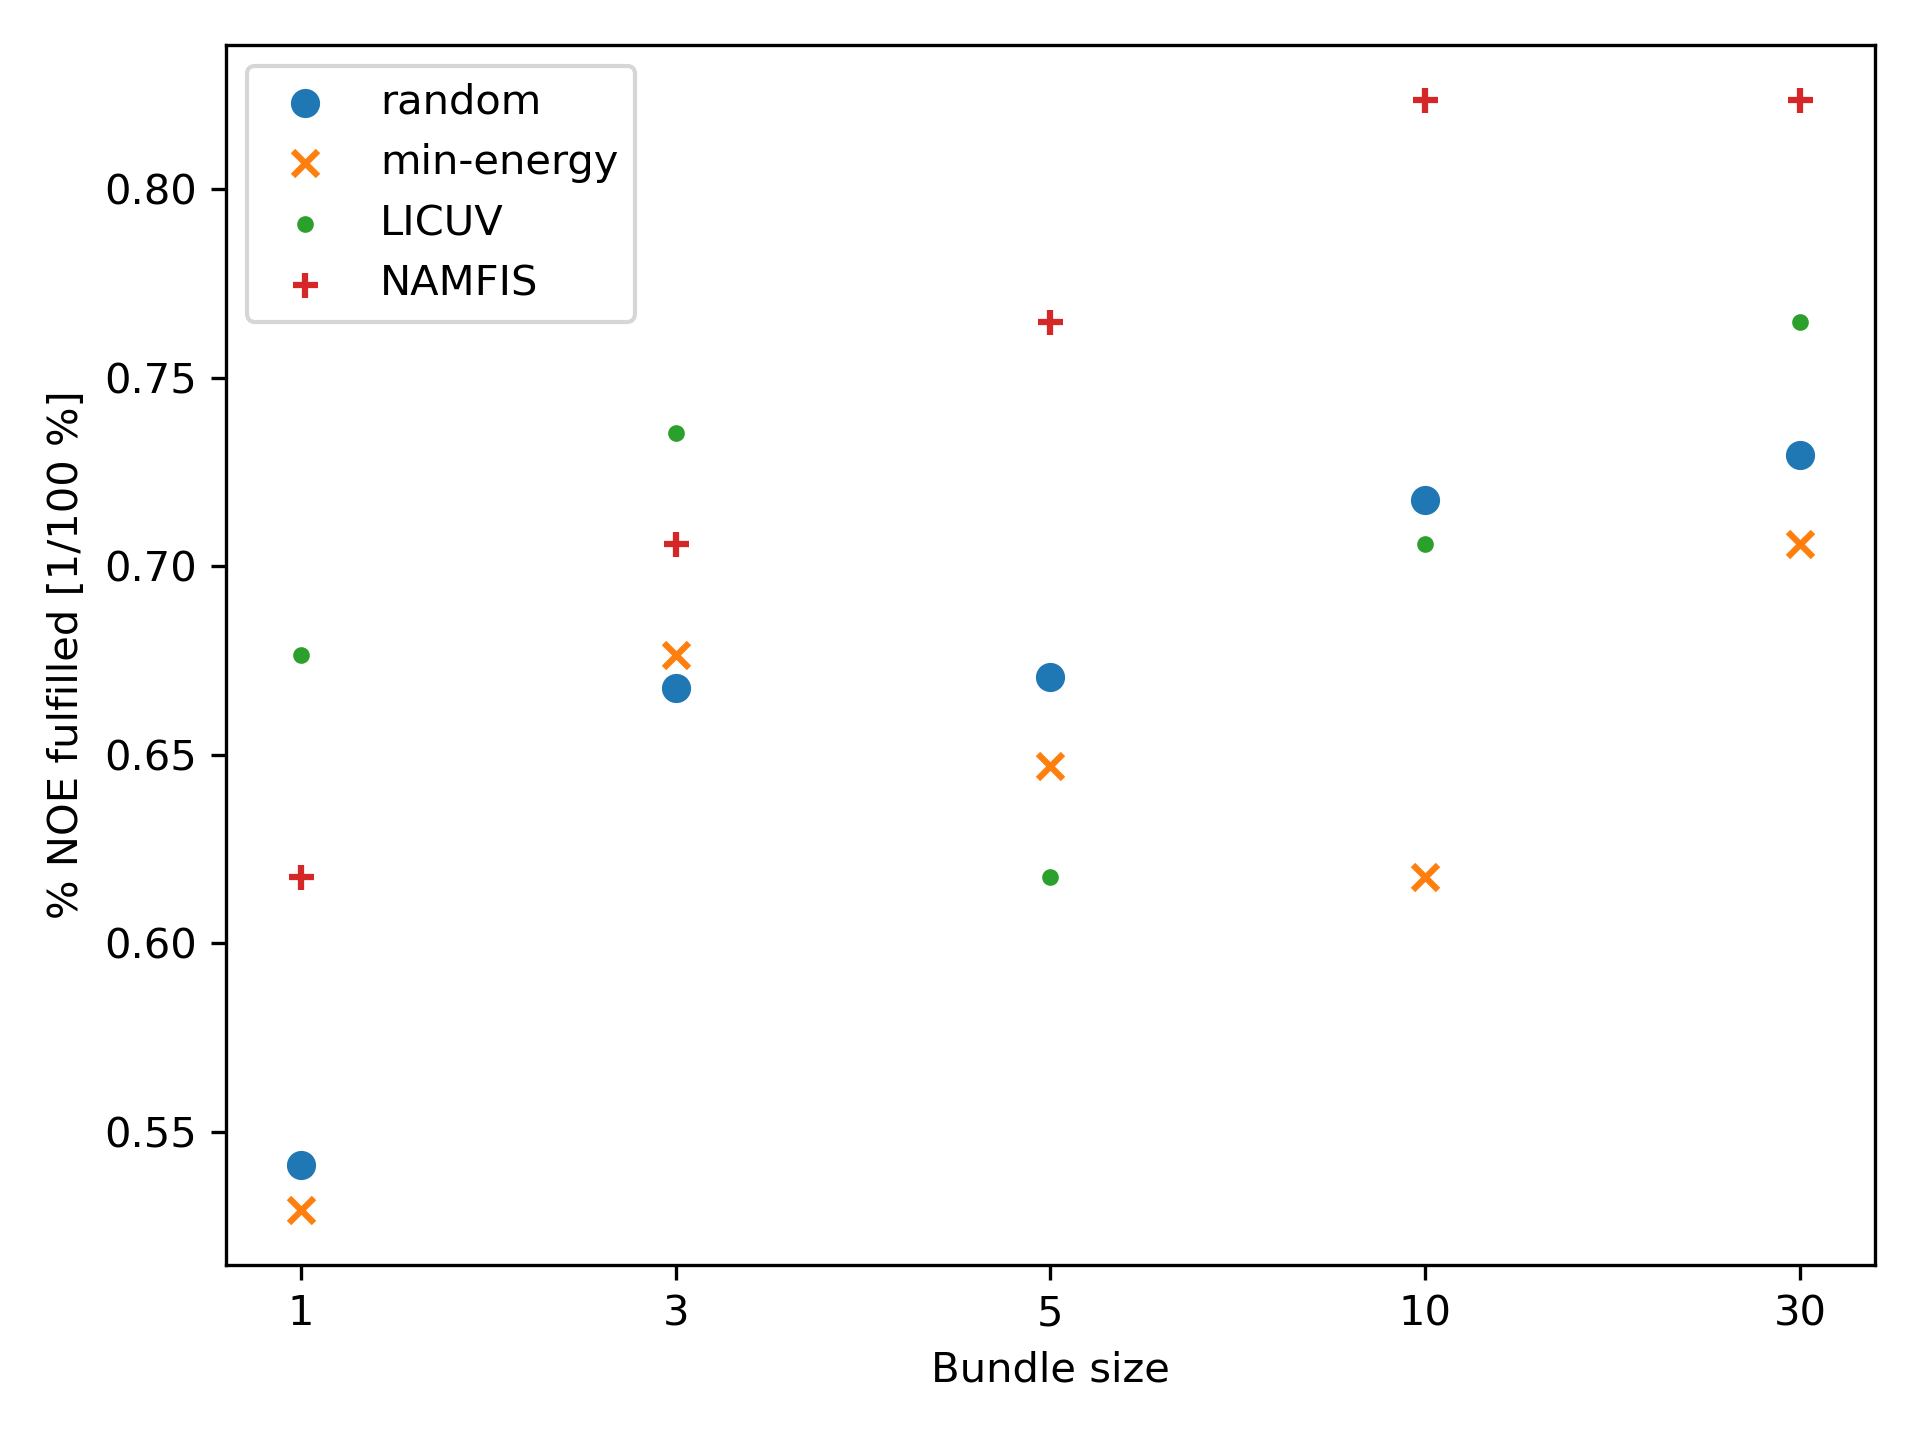 random
min-energy
LICUV
NAMFIS
0.80
0.75
0.70
0.65
0.60
0.55
% NOE fulfilled [1/100 %]
1 3 5 10 30
Bundle size